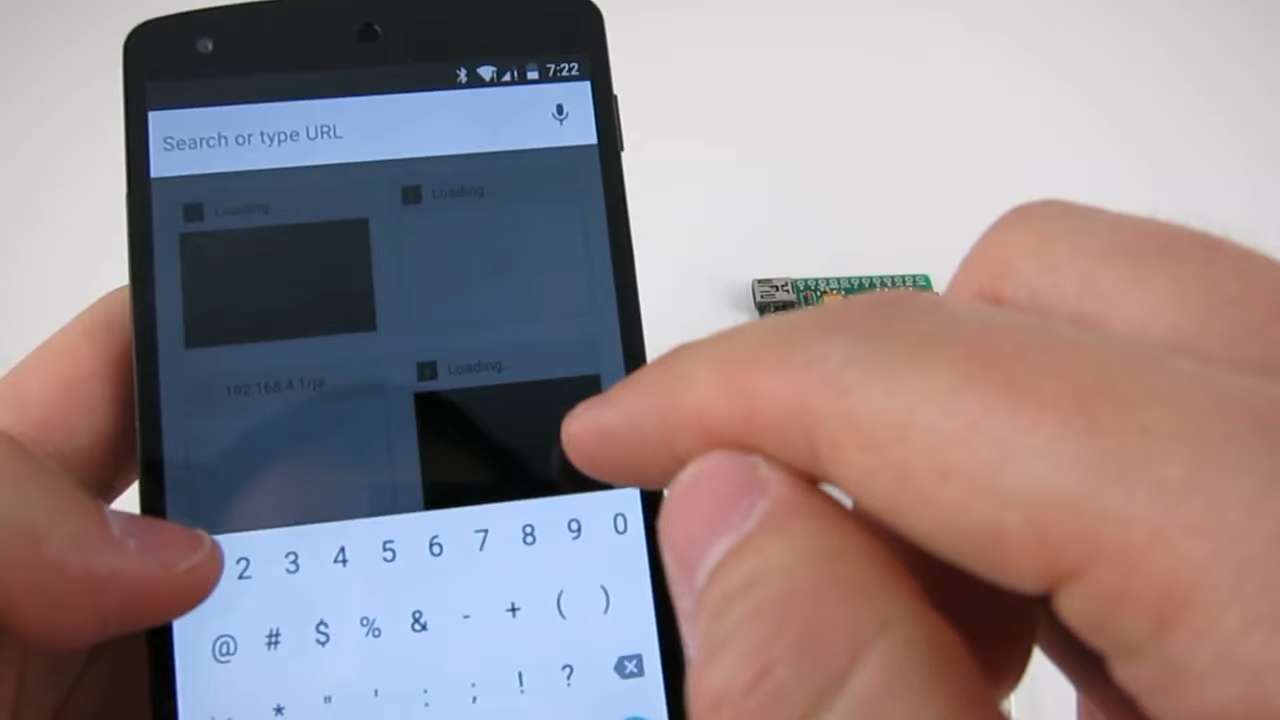 7:22
Search or type URL
Loading...
Loading...
192.168.4.1/ja
Loading...
2 3 4 5 6 7 8 9 0
@ # $ % & - + ( )
* " ' : ; ! ?